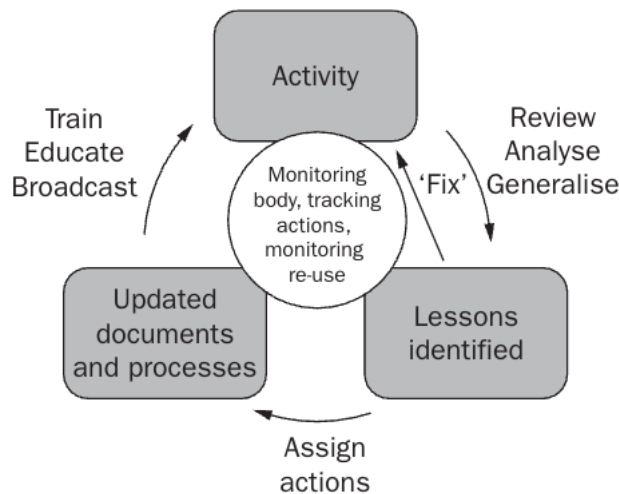 Activity
Train
Educate
Broadcast
Review
Analyse
Generalise
'Fix'
Monitoring
body, tracking
actions,
monitoring
re-use
Updated
documents
and processes
Lessons
identified
Assign
actions